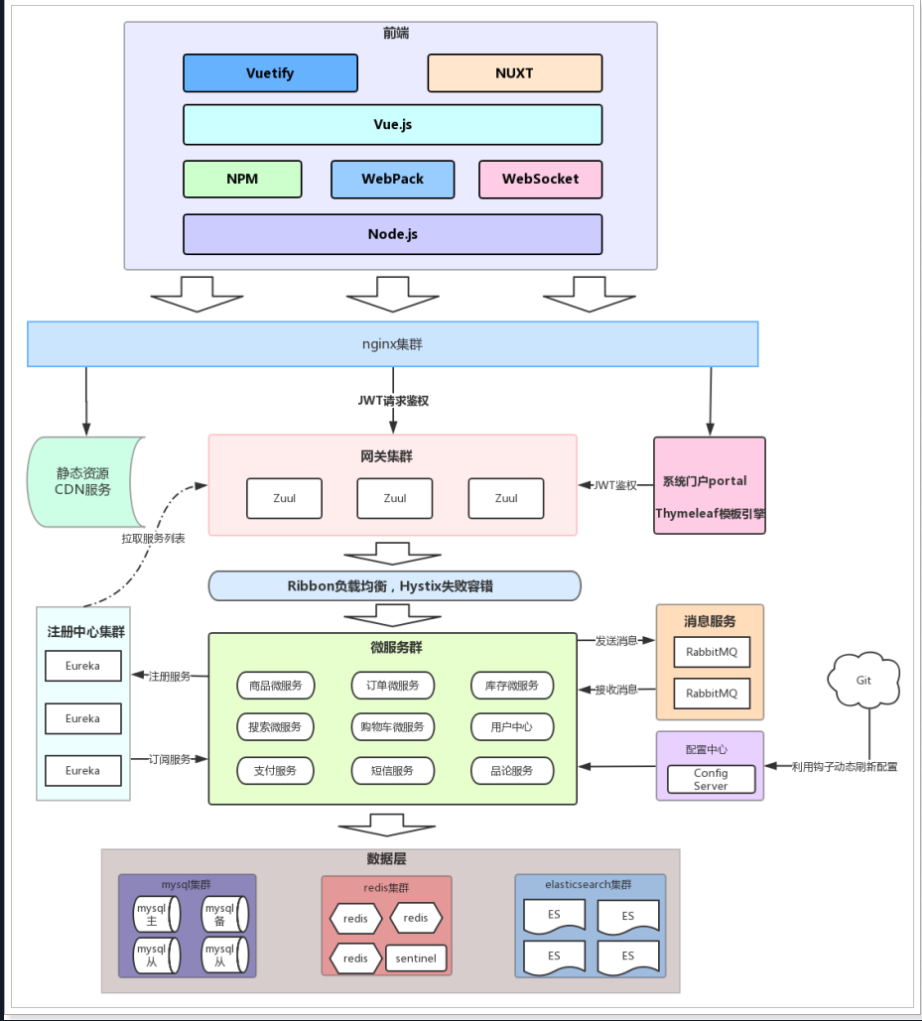 前端
Vuetify
NUXT
Vue.js
NPM
WebPack
WebSocket
Node.js
nginx集群
JWT请求鉴权
静态资源
CDN服务
网关集群
Zuul
Zuul
Zuul
JWT鉴权
系统门户portal
Thymeleaf模板引擎
拉取服务列表
Ribbon负载均衡，Hystix失败容错
注册中心集群
Eureka
Eureka
Eureka
注册服务
订阅服务
微服务群
商品微服务
订单微服务
库存微服务
搜索微服务
购物车微服务
用户中心
支付服务
短信服务
品论服务
发送消息
接收消息
消息服务
RabbitMQ
RabbitMQ
Git
配置中心
Config
Server
利用钩子动态刷新配置
数据层
mysql集群
mysql
主
mysql
备
mysql
从
mysql
从
redis集群
redis
redis
redis
sentinel
elasticsearch集群
ES
ES
ES
ES